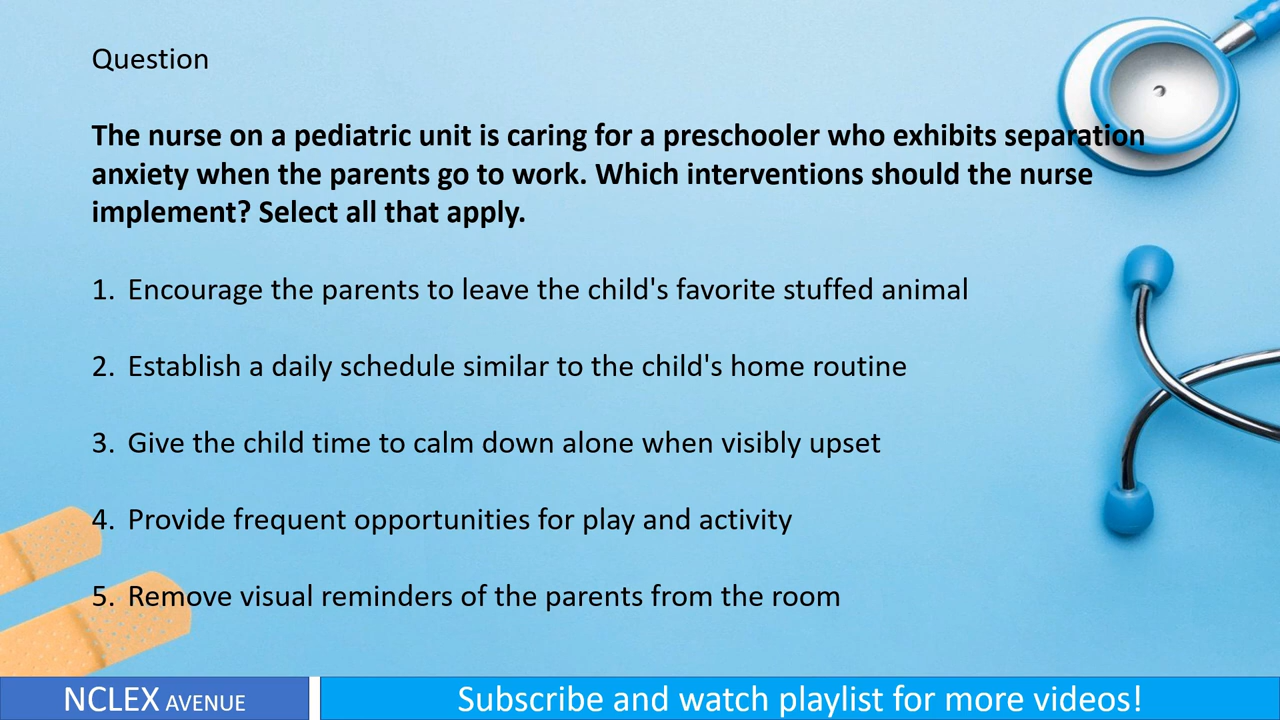 Question
The nurse on a pediatric unit is caring for a preschooler who exhibits separation
anxiety when the parents go to work. Which interventions should the nurse
implement? Select all that apply.
1. Encourage the parents to leave the child's favorite stuffed animal
2. Establish a daily schedule similar to the child's home routine
3. Give the child time to calm down alone when visibly upset
4. Provide frequent opportunities for play and activity
5. Remove visual reminders of the parents from the room
NCLEX AVENUE
Subscribe and watch playlist for more videos!